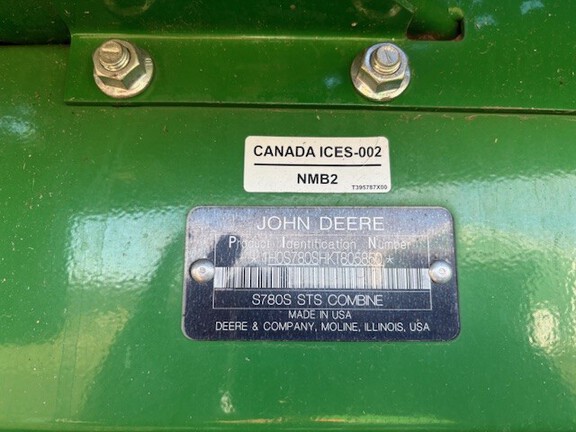 CANADA ICES-002
NMB2
T395787X00
JOHN DEERE
Product Identification Number
*1H0S780SHKT805850*
S780S STS COMBINE
MADE IN USA
DEERE & COMPANY, MOLINE, ILLINOIS, USA